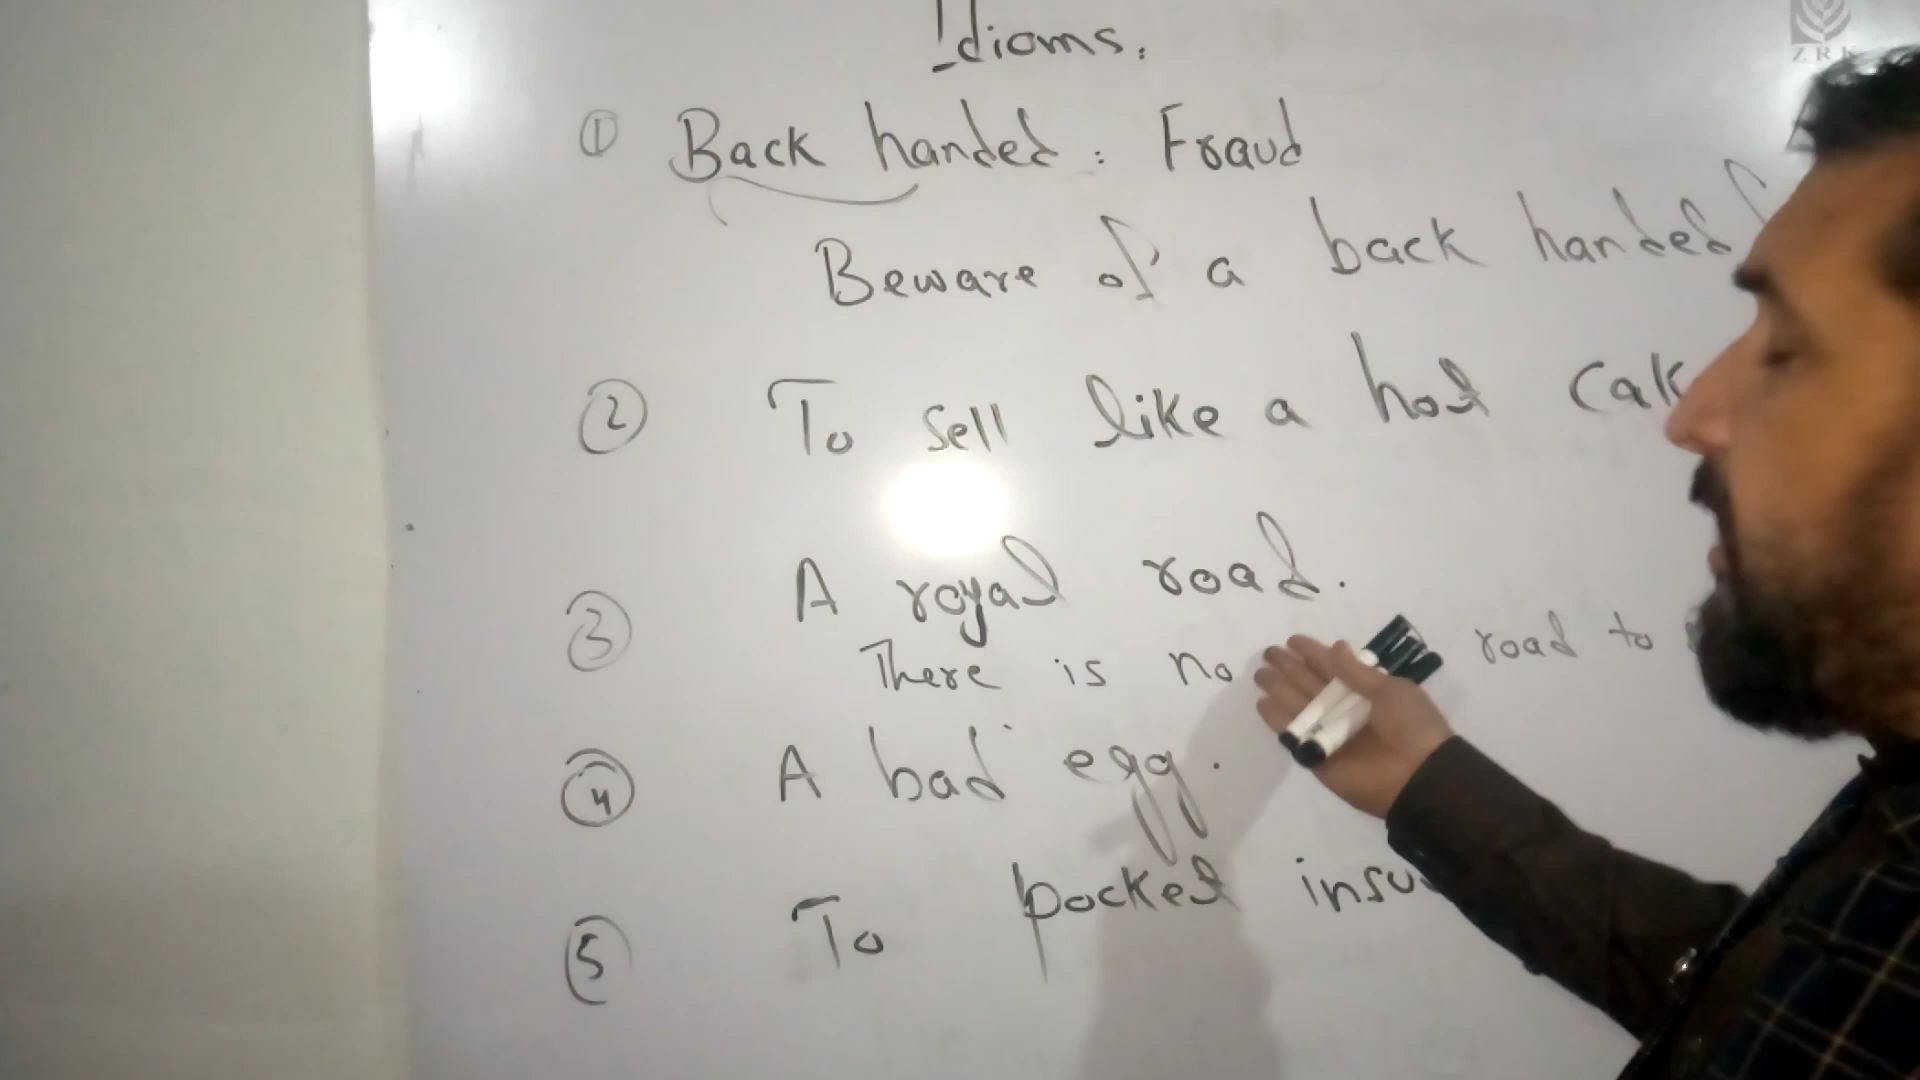 Idioms.
ZRK
① Back handed : Fraud
Beware of a back handed
② To sell like a hot
③ A royal road.
There is no road to
④ A bad egg.
⑤ To pocket